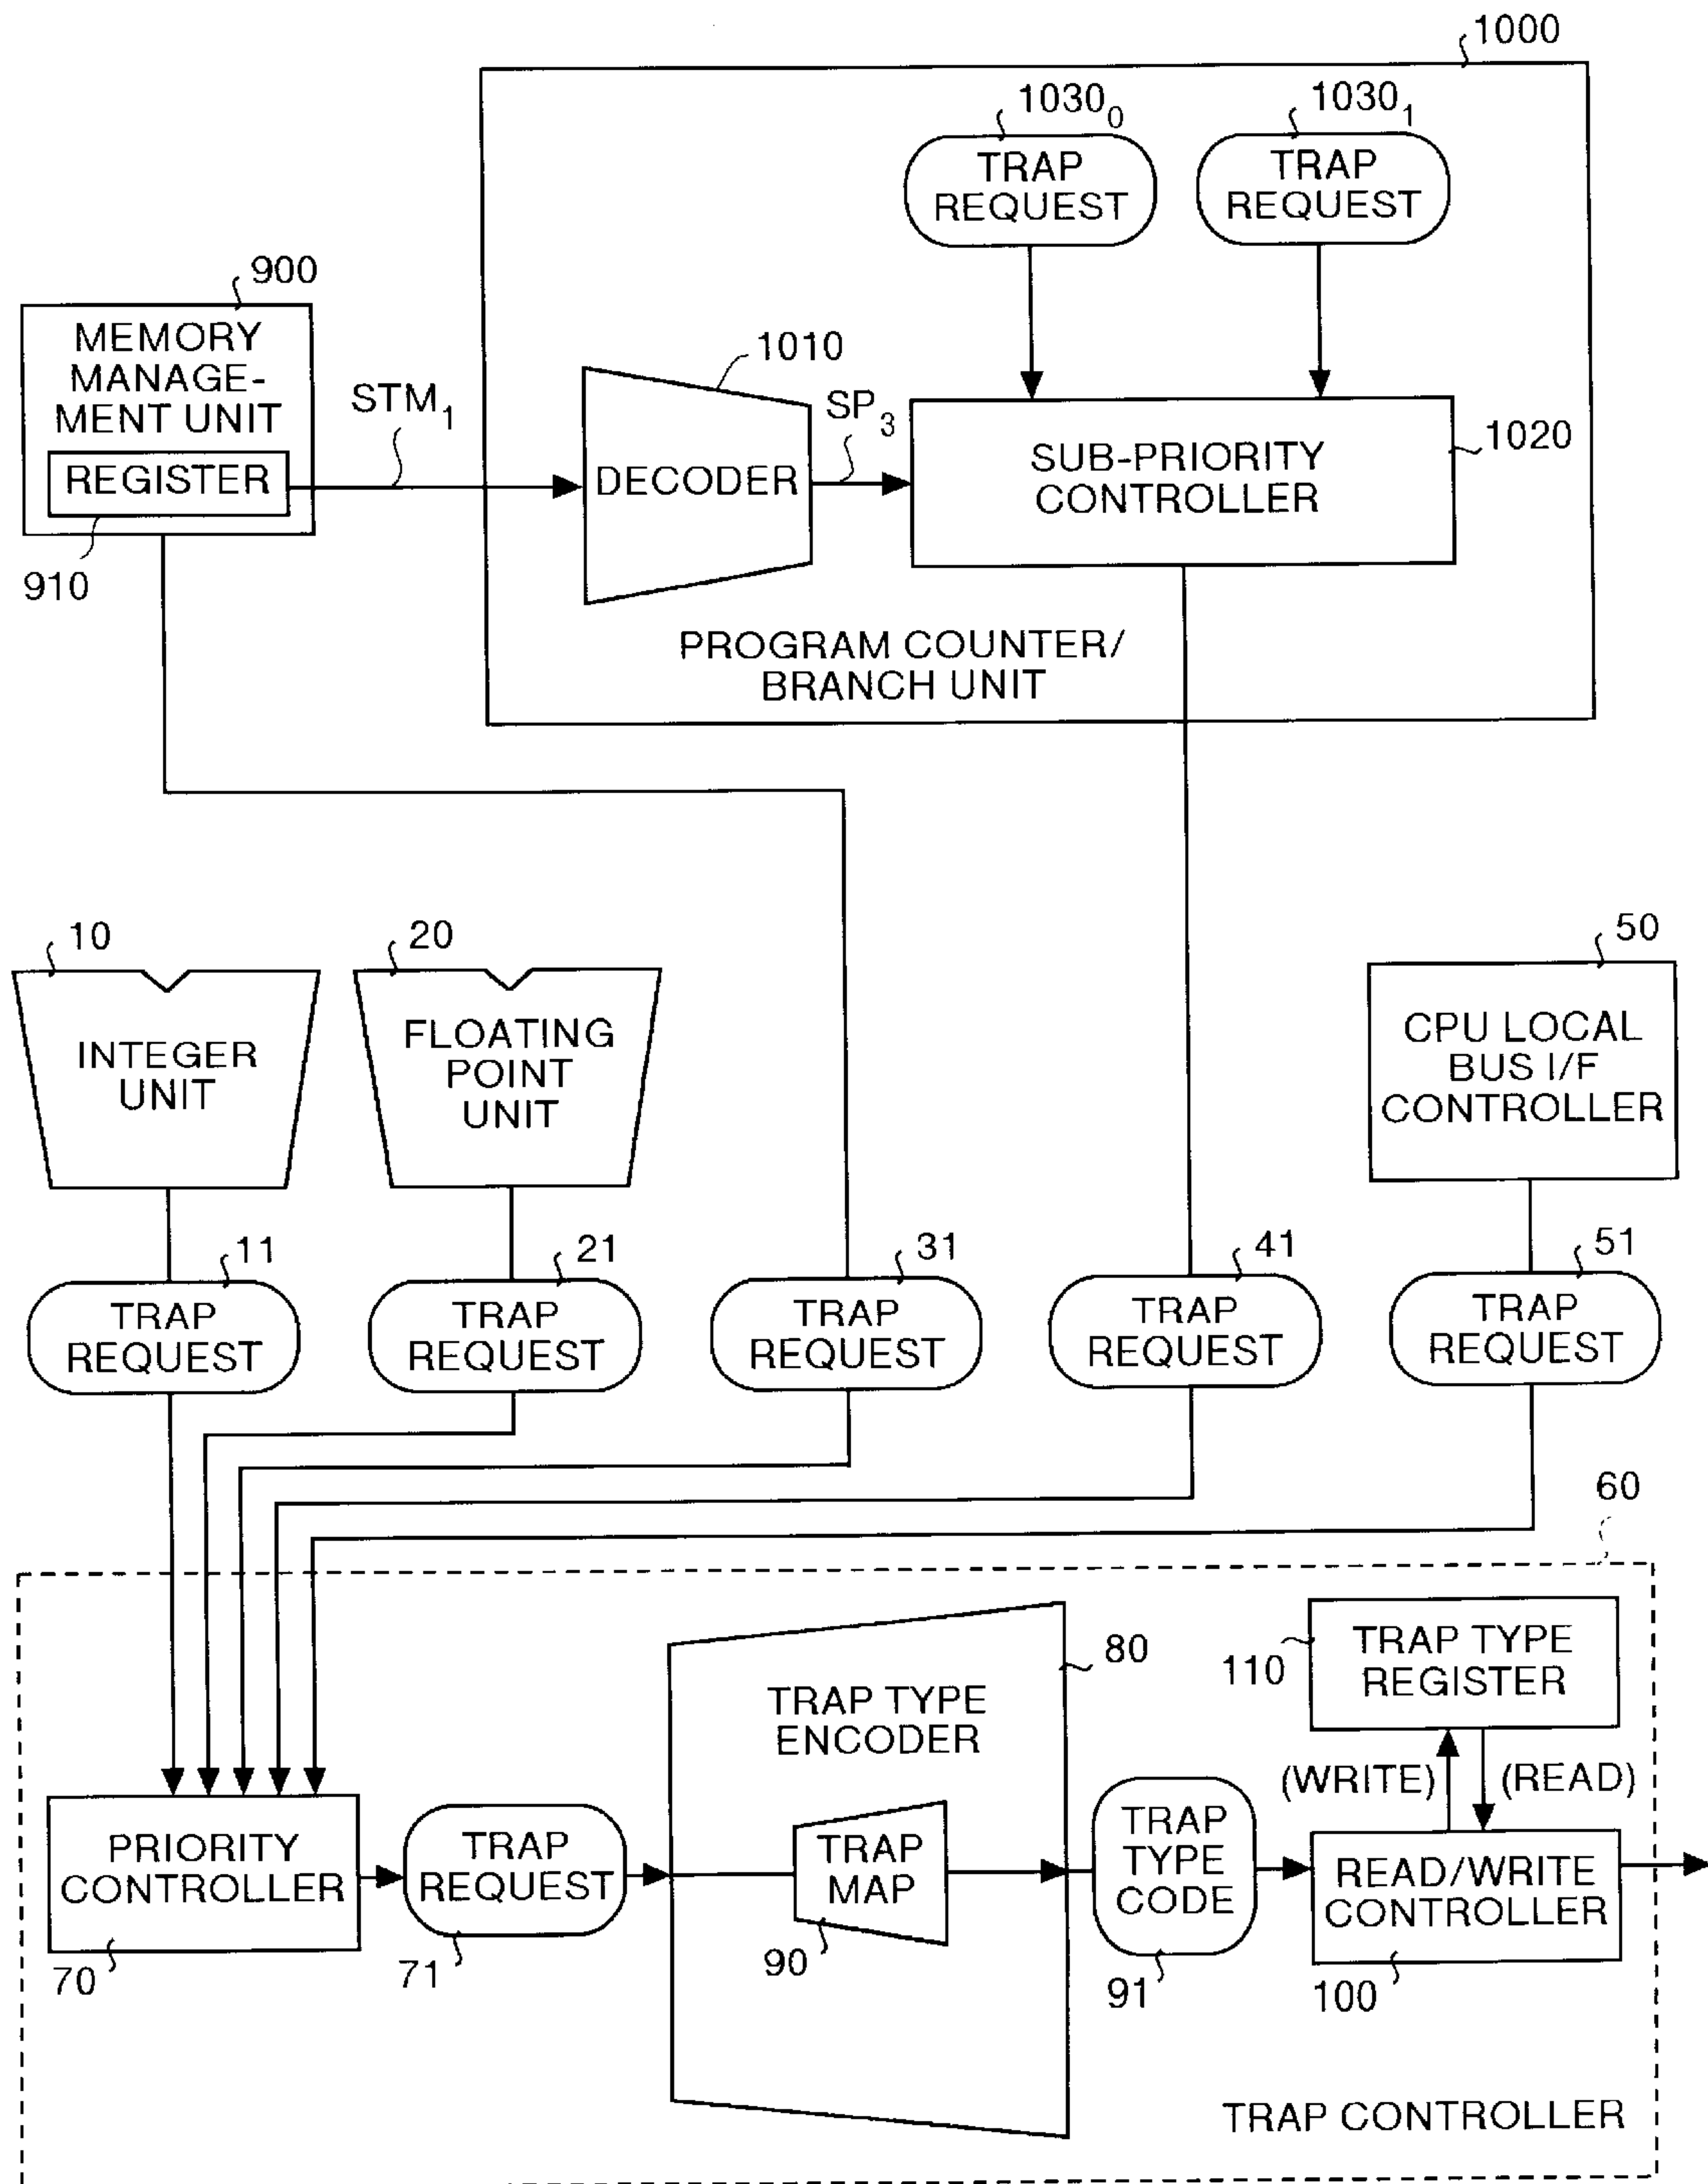 1000
1030₀
1030₁
TRAP
REQUEST
TRAP
REQUEST
900
MEMORY
MANAGE-
MENT UNIT
REGISTER
910
STM₁
1010
DECODER
SP₃
SUB-PRIORITY
CONTROLLER
1020
PROGRAM COUNTER/
BRANCH UNIT
10
INTEGER
UNIT
20
FLOATING
POINT
UNIT
50
CPU LOCAL
BUS I/F
CONTROLLER
11
TRAP
REQUEST
21
TRAP
REQUEST
31
TRAP
REQUEST
41
TRAP
REQUEST
51
TRAP
REQUEST
60
PRIORITY
CONTROLLER
70
TRAP
REQUEST
71
80
TRAP TYPE
ENCODER
TRAP
MAP
90
TRAP
TYPE
CODE
91
110
TRAP TYPE
REGISTER
(WRITE)
(READ)
READ/WRITE
CONTROLLER
100
TRAP CONTROLLER